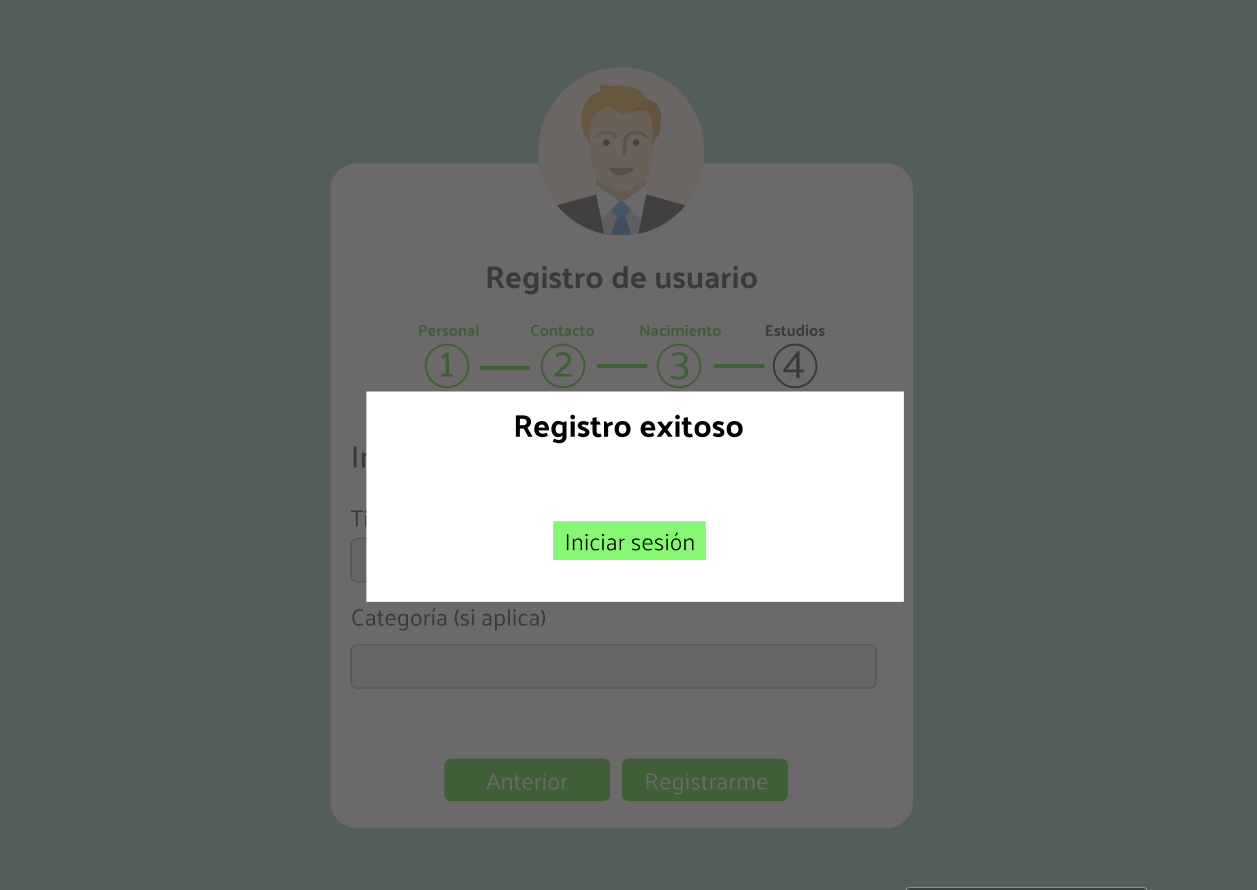 Registro de usuario
Personal Contacto Nacimiento Estudios
1 2 3 4
Registro exitoso
Iniciar sesión
Categoría (si aplica)
Anterior Registrarme